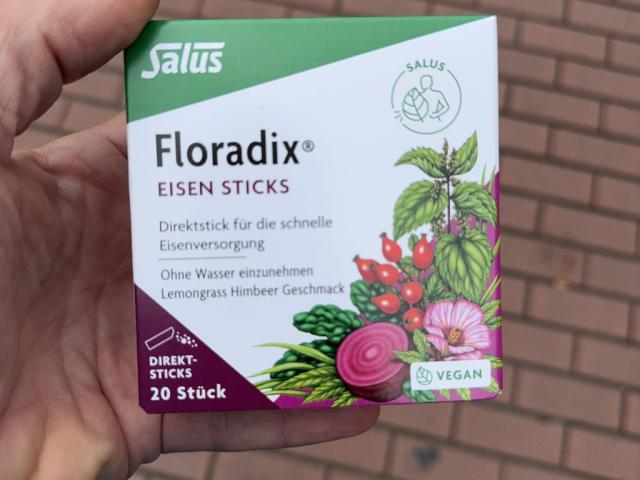 Salus
SALUS
Floradix®
EISEN STICKS
Direktstick für die schnelle
Eisenversorgung
Ohne Wasser einzunehmen
Lemongrass Himbeer Geschmack
DIREKT-
STICKS
20 Stück
VEGAN